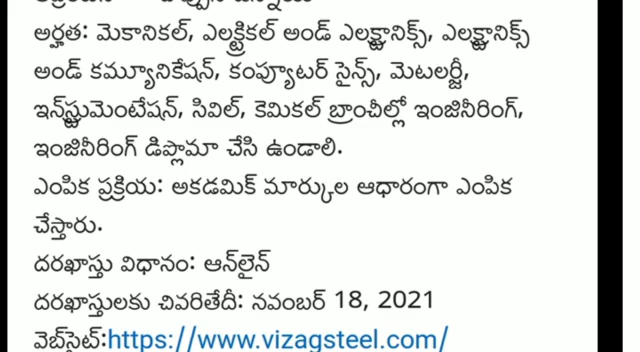 అర్హత: మెకానికల్, ఎలక్ట్రికల్ అండ్ ఎలక్ట్రానిక్స్, ఎలక్ట్రానిక్స్
అండ్ కమ్యూనికేషన్, కంప్యూటర్ సైన్స్, మెటలర్జీ,
ఇన్‌స్ట్రుమెంటేషన్, సివిల్, కెమికల్ బ్రాంచీల్లో ఇంజినీరింగ్,
ఇంజినీరింగ్ డిప్లొమా చేసి ఉండాలి.
ఎంపిక ప్రక్రియ: అకడమిక్ మార్కుల ఆధారంగా ఎంపిక
చేస్తారు.
దరఖాస్తు విధానం: ఆన్‌లైన్
దరఖాస్తులకు చివరితేదీ: నవంబర్ 18, 2021
వెబ్‌సైట్:https://www.vizagsteel.com/